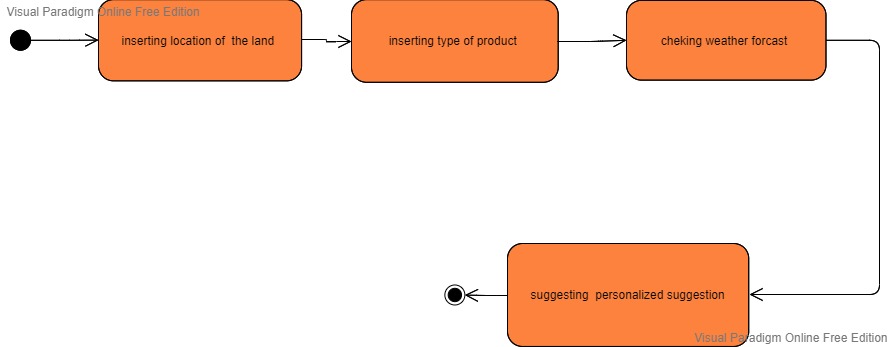 Visual Paradigm Online Free Edition
inserting location of the land
inserting type of product
cheking weather forcast
suggesting personalized suggestion
Visual Paradigm Online Free Edition